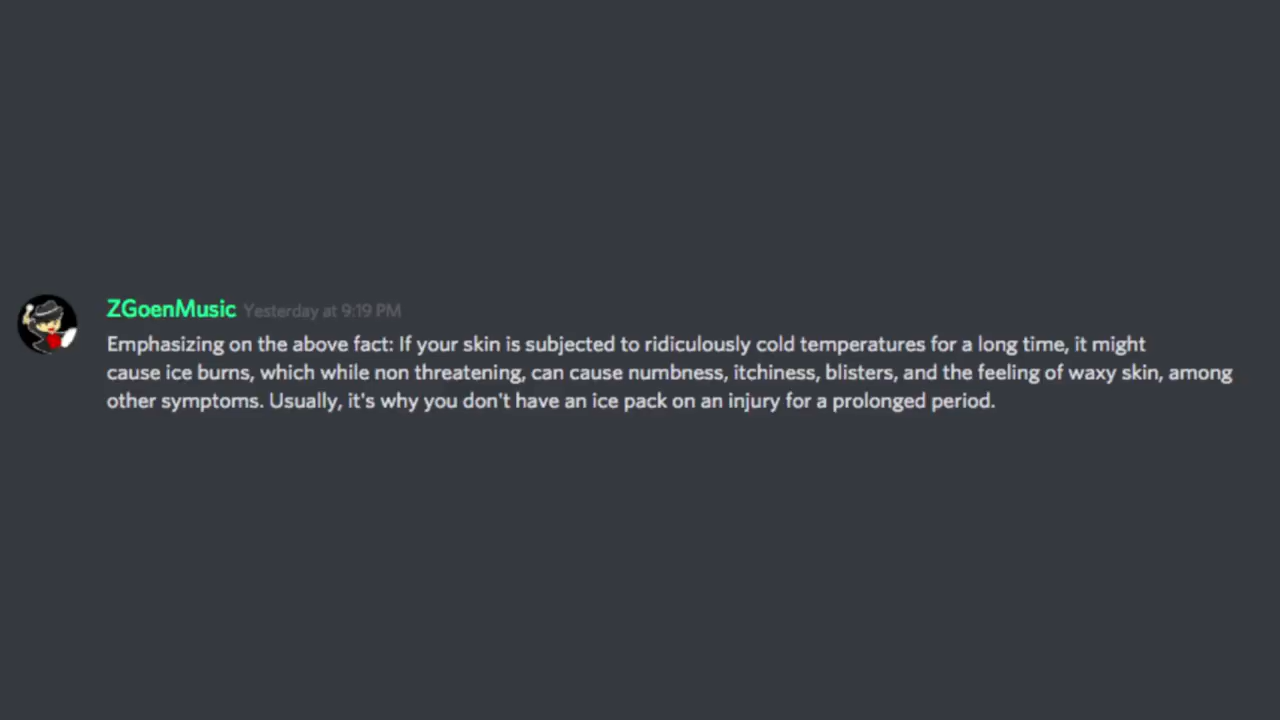 ZGoenMusic Yesterday at 9:19 PM
Emphasizing on the above fact: If your skin is subjected to ridiculously cold temperatures for a long time, it might
cause ice burns, which while non threatening, can cause numbness, itchiness, blisters, and the feeling of waxy skin, among
other symptoms. Usually, it's why you don't have an ice pack on an injury for a prolonged period.